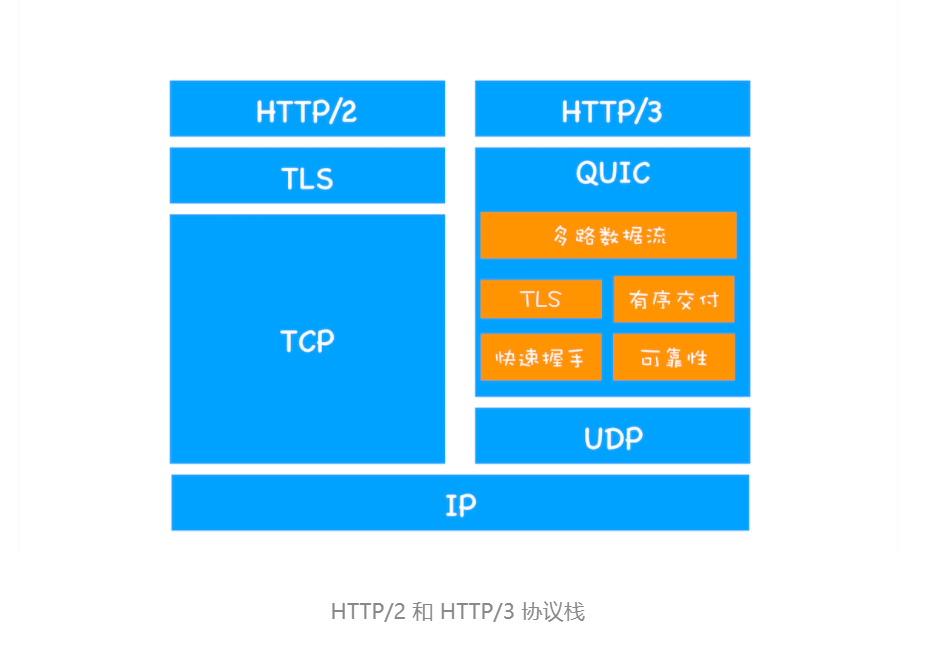 HTTP/2
TLS
TCP
HTTP/3
QUIC
多路数据流
TLS
有序交付
快速握手
可靠性
UDP
IP
HTTP/2 和 HTTP/3 协议栈